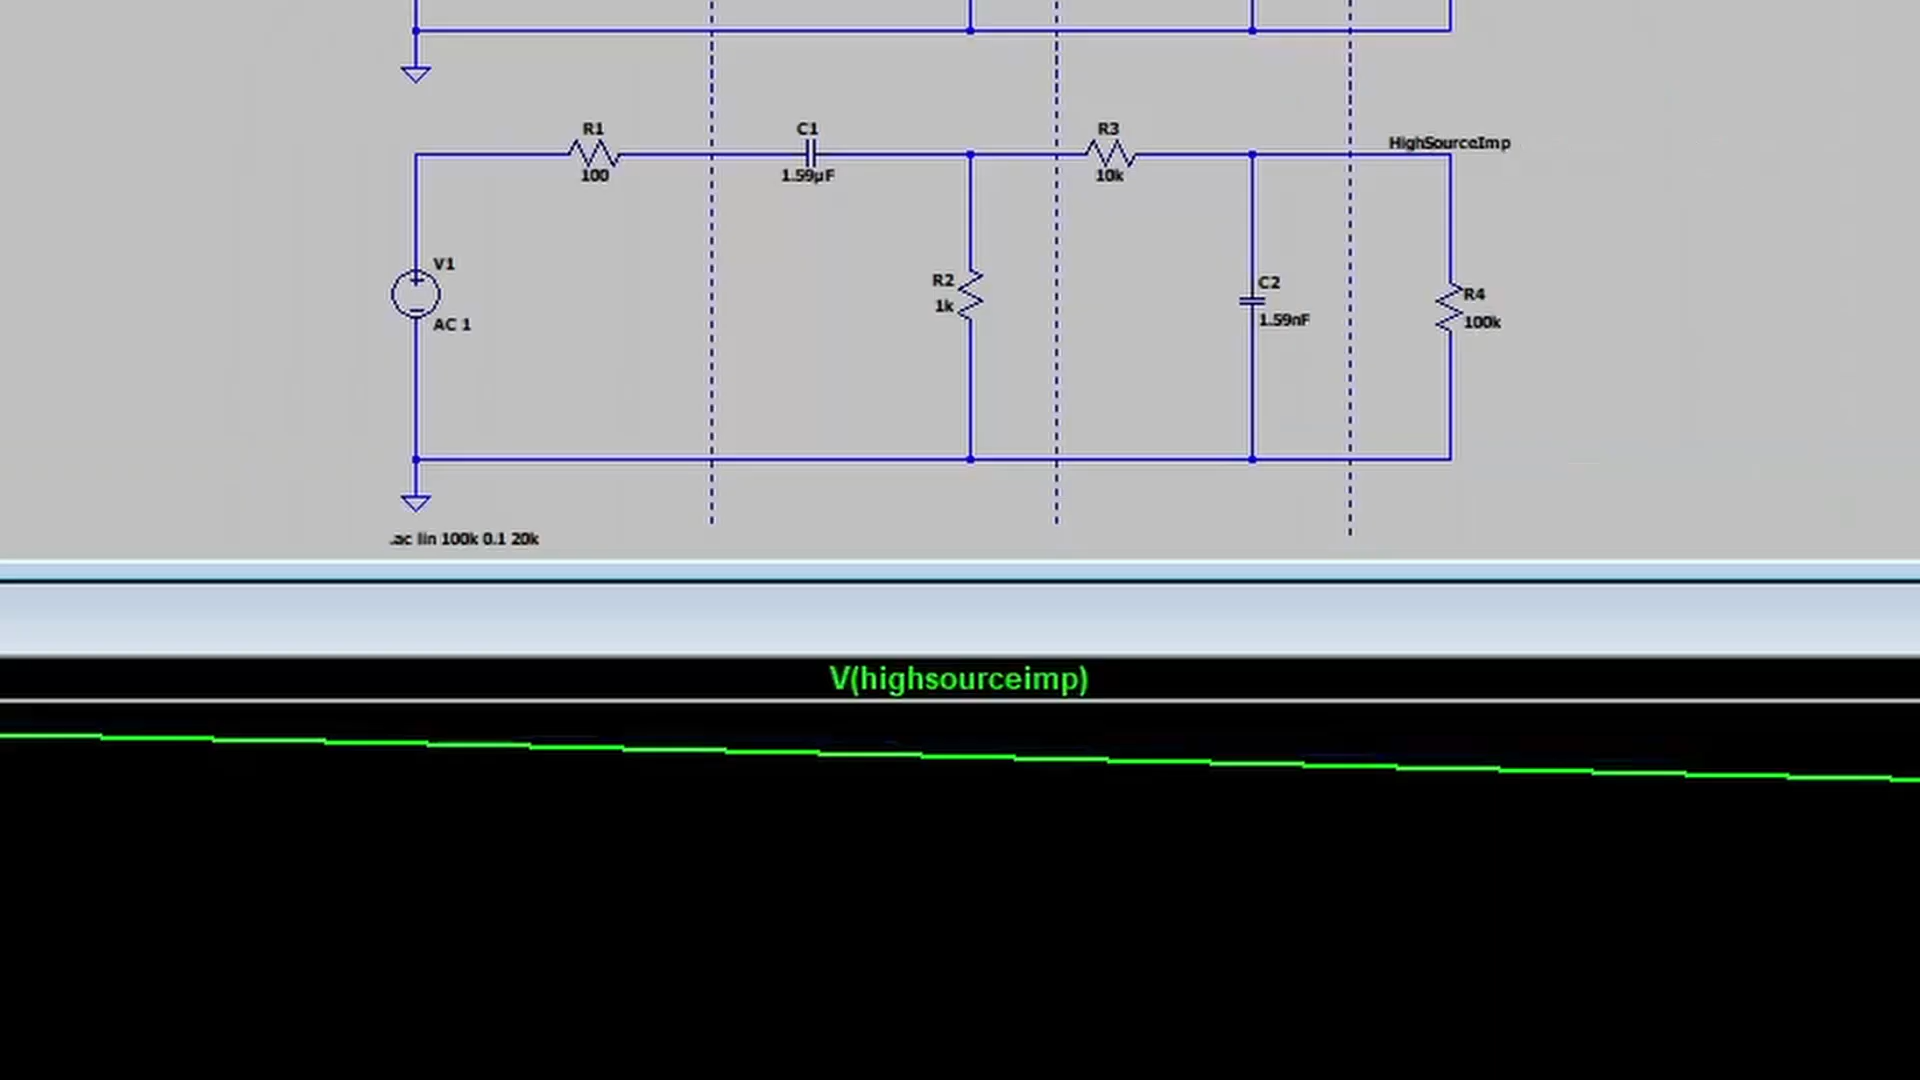 R1
100
C1
1.59µF
R3
10k
HighSourceImp
V1
AC 1
R2
1k
C2
1.59nF
R4
100k
.ac lin 100k 0.1 20k
V(highsourceimp)